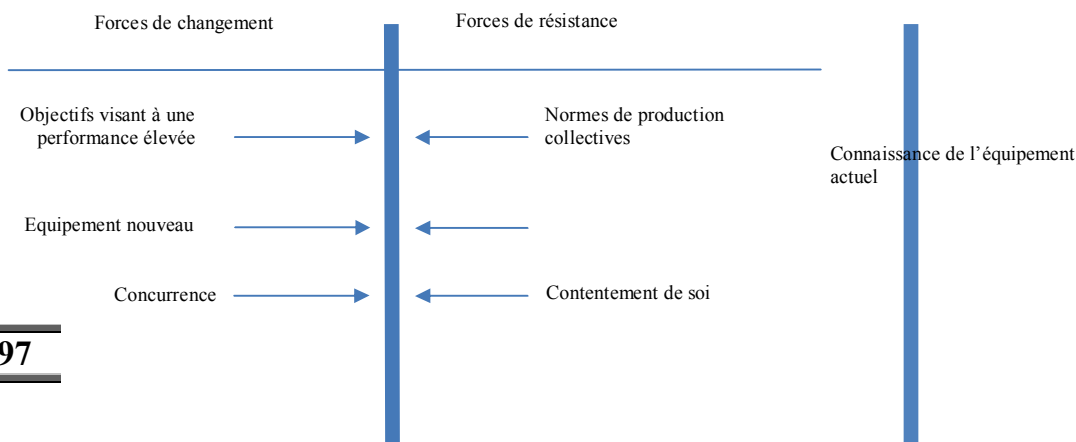 Forces de changement
Forces de résistance
Objectifs visant à une
performance élevée
Normes de production
collectives
Connaissance de l’équipement
actuel
Equipement nouveau
Concurrence
Contentement de soi
97